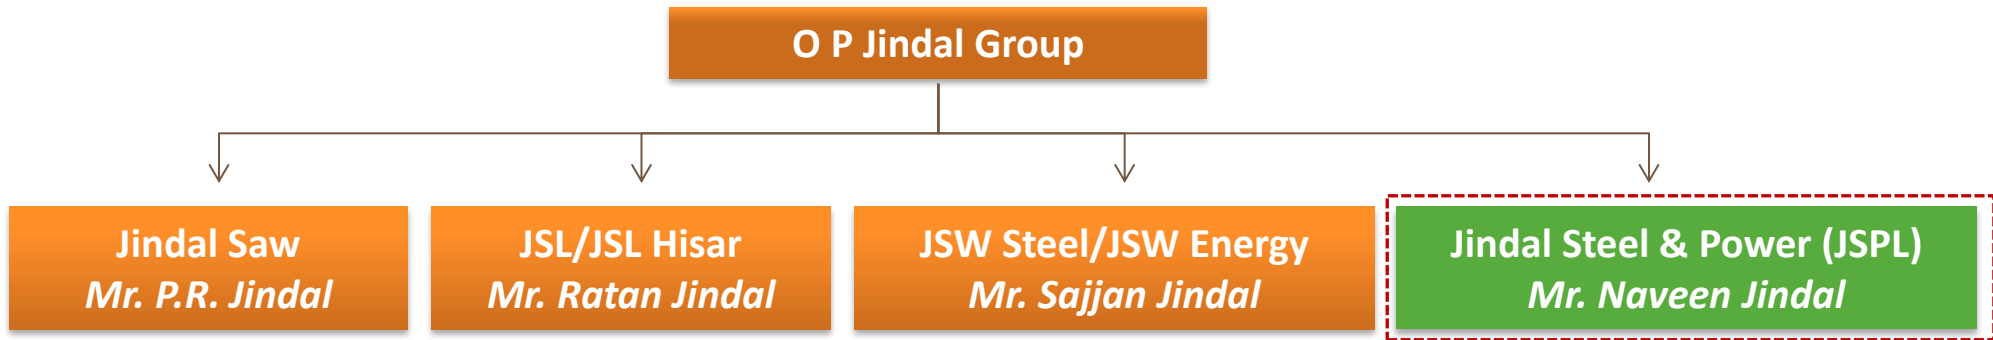 O P Jindal Group
Jindal Saw
Mr. P.R. Jindal
JSL/JSL Hisar
Mr. Ratan Jindal
JSW Steel/JSW Energy
Mr. Sajjan Jindal
Jindal Steel & Power (JSPL)
Mr. Naveen Jindal